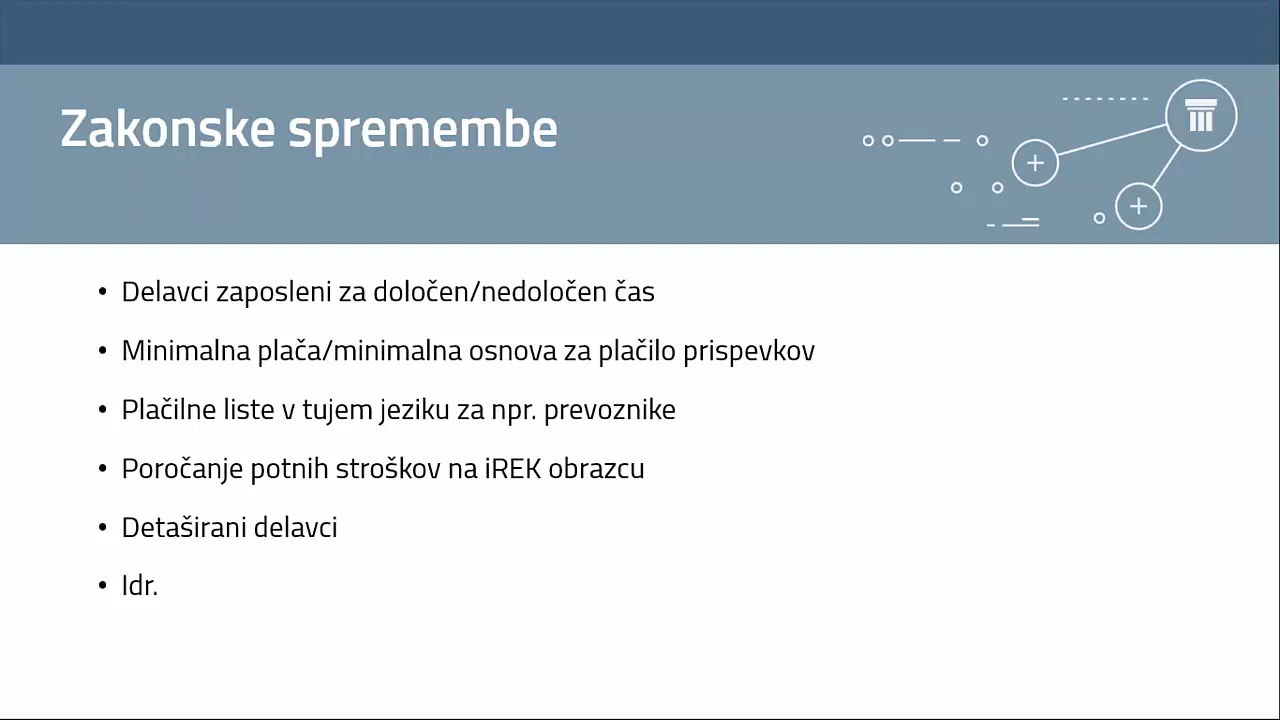 Zakonske spremembe
• Delavci zaposleni za določen/nedoločen čas
• Minimalna plača/minimalna osnova za plačilo prispevkov
• Plačilne liste v tujem jeziku za npr. prevoznike
• Poročanje potnih stroškov na iREK obrazcu
• Detaširani delavci
• Idr.